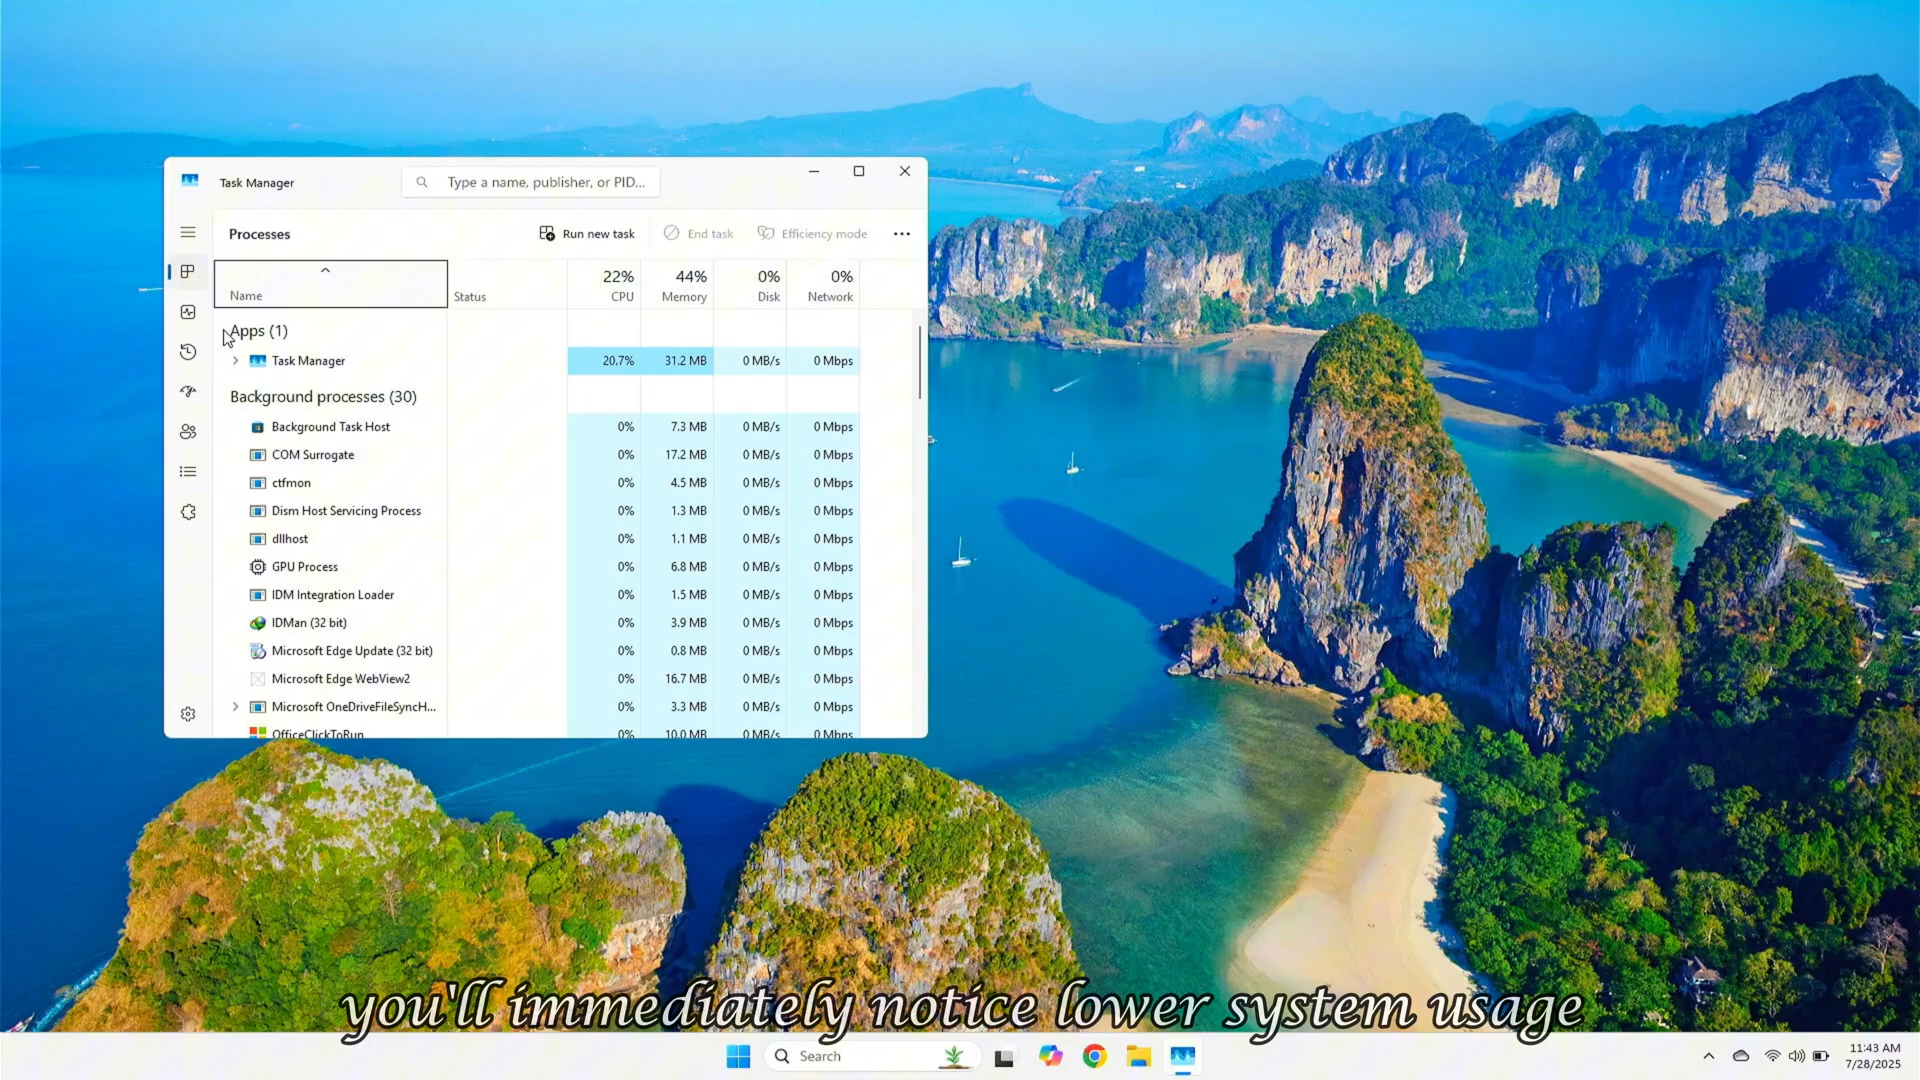 Task Manager
Type a name, publisher, or PID...
Processes
Run new task
End task
Efficiency mode
Name
Status
22%
CPU
44%
Memory
0%
Disk
0%
Network
Apps (1)
Task Manager 20.7% 31.2 MB 0 MB/s 0 Mbps
Background processes (30)
Background Task Host 0% 7.3 MB 0 MB/s 0 Mbps
COM Surrogate 0% 17.2 MB 0 MB/s 0 Mbps
ctfmon 0% 4.5 MB 0 MB/s 0 Mbps
Dism Host Servicing Process 0% 1.3 MB 0 MB/s 0 Mbps
dllhost 0% 1.1 MB 0 MB/s 0 Mbps
GPU Process 0% 6.8 MB 0 MB/s 0 Mbps
IDM Integration Loader 0% 1.5 MB 0 MB/s 0 Mbps
IDMan (32 bit) 0% 3.9 MB 0 MB/s 0 Mbps
Microsoft Edge Update (32 bit) 0% 0.8 MB 0 MB/s 0 Mbps
Microsoft Edge WebView2 0% 16.7 MB 0 MB/s 0 Mbps
Microsoft OneDriveFileSyncH... 0% 3.3 MB 0 MB/s 0 Mbps
OfficeClickToRun 0% 10.0 MB 0 MB/s 0 Mbps
you'll immediately notice lower system usage
Search
11:43 AM
7/28/2025